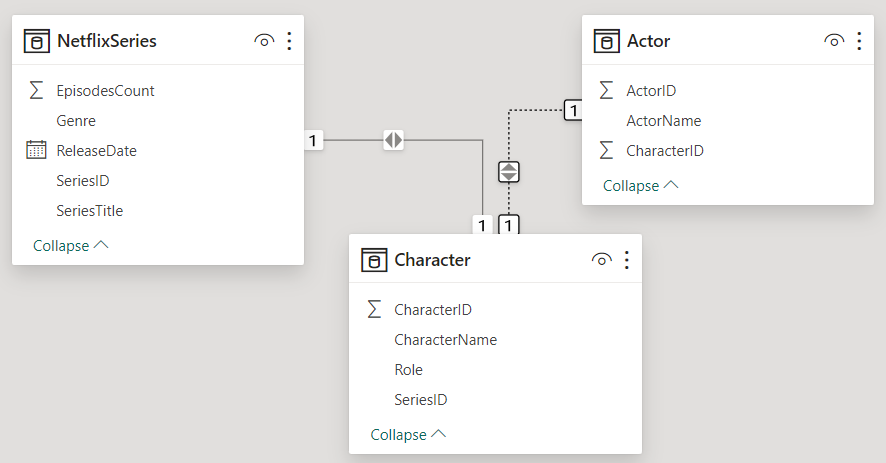 NetflixSeries
EpisodesCount
Genre
ReleaseDate
SeriesID
SeriesTitle
Collapse
1
1
1
1
Actor
ActorID
ActorName
CharacterID
Collapse
Character
CharacterID
CharacterName
Role
SeriesID
Collapse